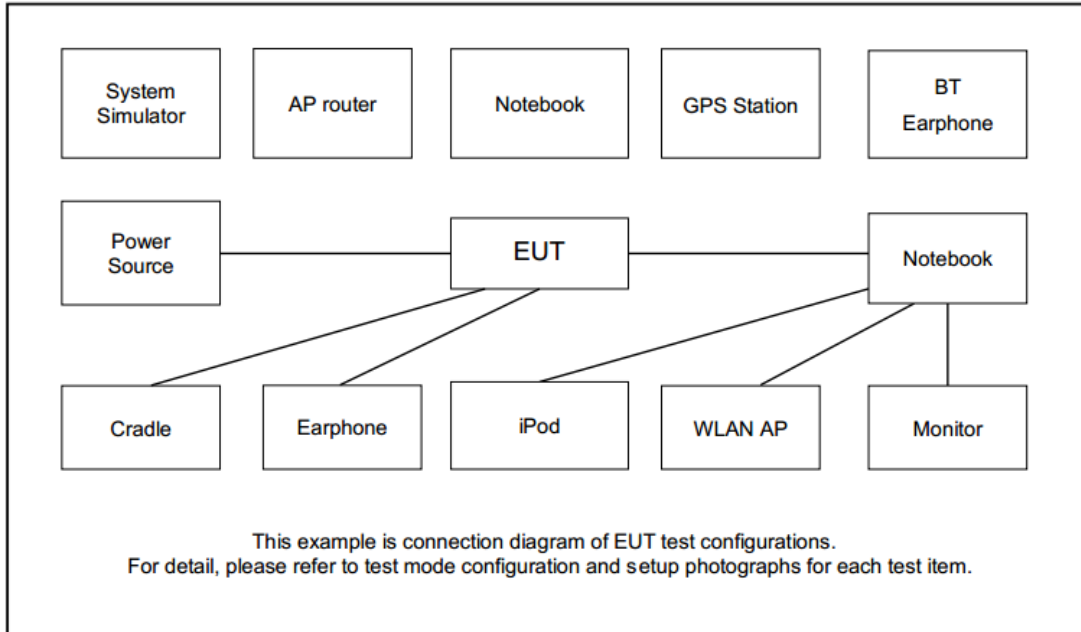 System
Simulator
AP router
Notebook
GPS Station
BT
Earphone
Power
Source
EUT
Notebook
Cradle
Earphone
iPod
WLAN AP
Monitor
This example is connection diagram of EUT test configurations.
For detail, please refer to test mode configuration and setup photographs for each test item.